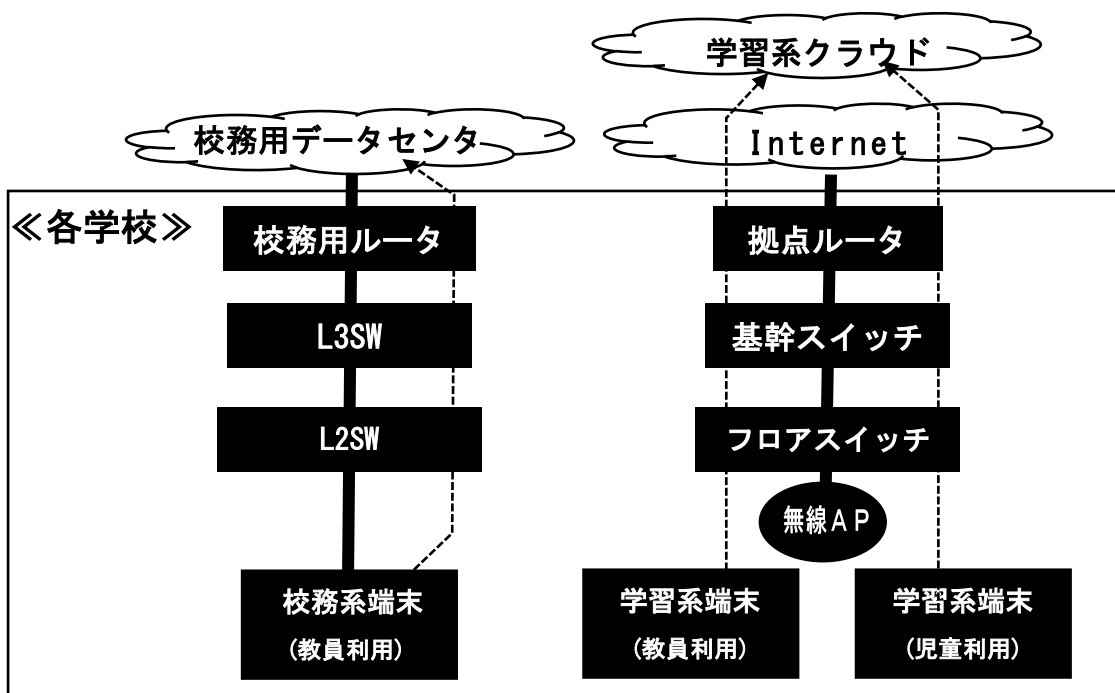 学習系クラウド
校務用データセンタ
Internet
≪各学校≫
校務用ルータ
拠点ルータ
L3SW
基幹スイッチ
L2SW
フロアスイッチ
無線AP
校務系端末
(教員利用)
学習系端末
(教員利用)
学習系端末
(児童利用)